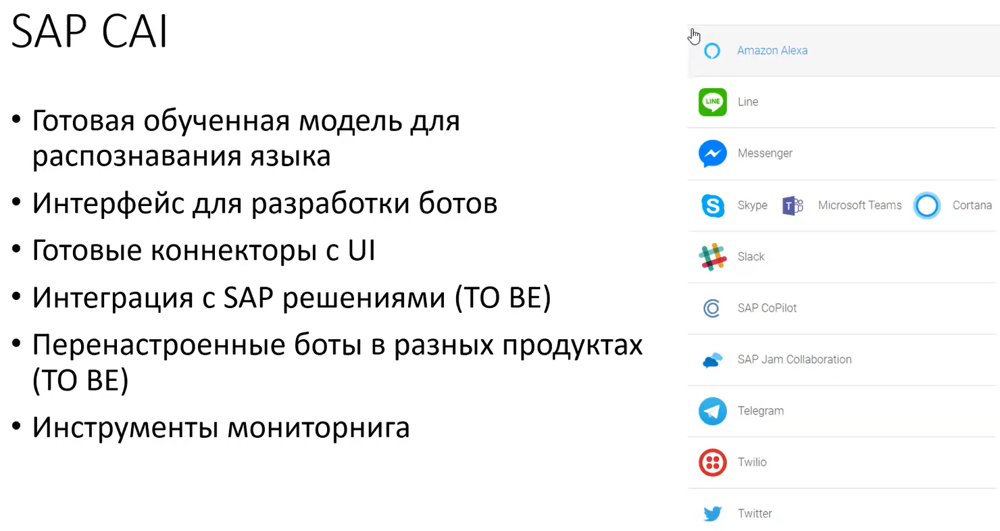 SAP CAI
• Готовая обученная модель для
распознавания языка
• Интерфейс для разработки ботов
• Готовые коннекторы с UI
• Интеграция с SAP решениями (TO BE)
• Перенастроенные боты в разных продуктах
(TO BE)
• Инструменты мониторнига
Amazon Alexa
LINE Line
Messenger
Skype Microsoft Teams Cortana
Slack
SAP CoPilot
SAP Jam Collaboration
Telegram
Twilio
Twitter